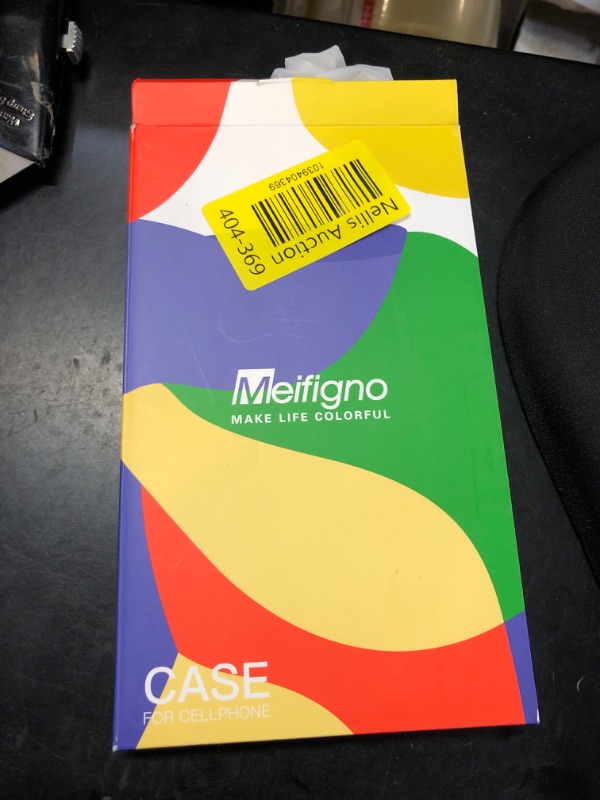 1039404369
Nellis Auction
404-369
Meifigno
MAKE LIFE COLORFUL
CASE
FOR CELLPHONE